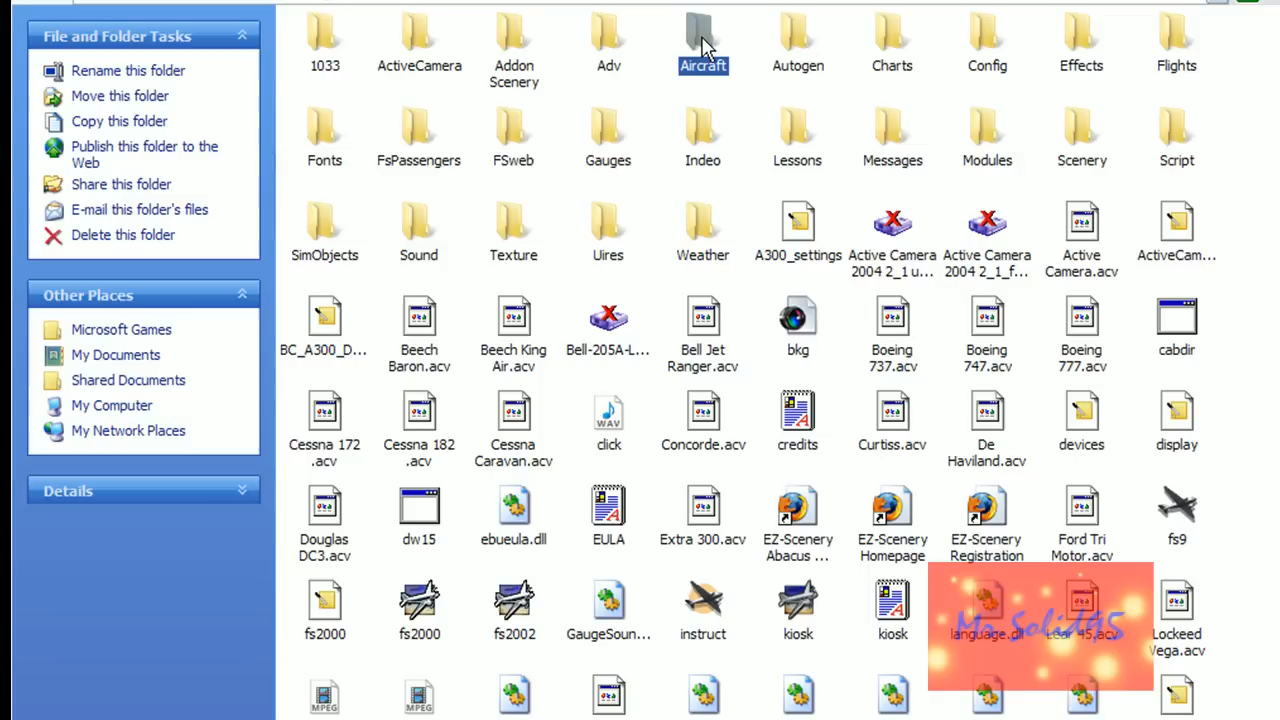 File and Folder Tasks
Rename this folder
Move this folder
Copy this folder
Publish this folder to the
Web
Share this folder
E-mail this folder's files
Delete this folder
Other Places
Microsoft Games
My Documents
Shared Documents
My Computer
My Network Places
Details
1033
ActiveCamera
Addon
Scenery
Adv
Aircraft
Autogen
Charts
Config
Effects
Flights
Fonts
FsPassengers
FSweb
Gauges
Indeo
Lessons
Messages
Modules
Scenery
Script
SimObjects
Sound
Texture
Uires
Weather
A300_settings
Active Camera
2004 2_1 u...
Active Camera
2004 2_1_f...
Active
Camera.acv
ActiveCam...
BC_A300_D...
Beech
Baron.acv
Beech King
Air.acv
Bell-205A-L...
Bell Jet
Ranger.acv
bkg
Boeing
737.acv
Boeing
747.acv
Boeing
777.acv
cabdir
Cessna 172
.acv
Cessna 182
.acv
Cessna
Caravan.acv
WAV
click
Concorde.acv
credits
Curtiss.acv
De
Haviland.acv
devices
display
Douglas
DC3.acv
dw15
ebueula.dll
EULA
Extra 300.acv
EZ-Scenery
Abacus ...
EZ-Scenery
Homepage
EZ-Scenery
Registration
Ford Tri
Motor.acv
fs9
fs2000
fs2000
fs2002
GaugeSoun...
instruct
kiosk
kiosk
language.dll
Lear 45.acv
Lockeed
Vega.acv
Mr Solid95
MPEG
MPEG